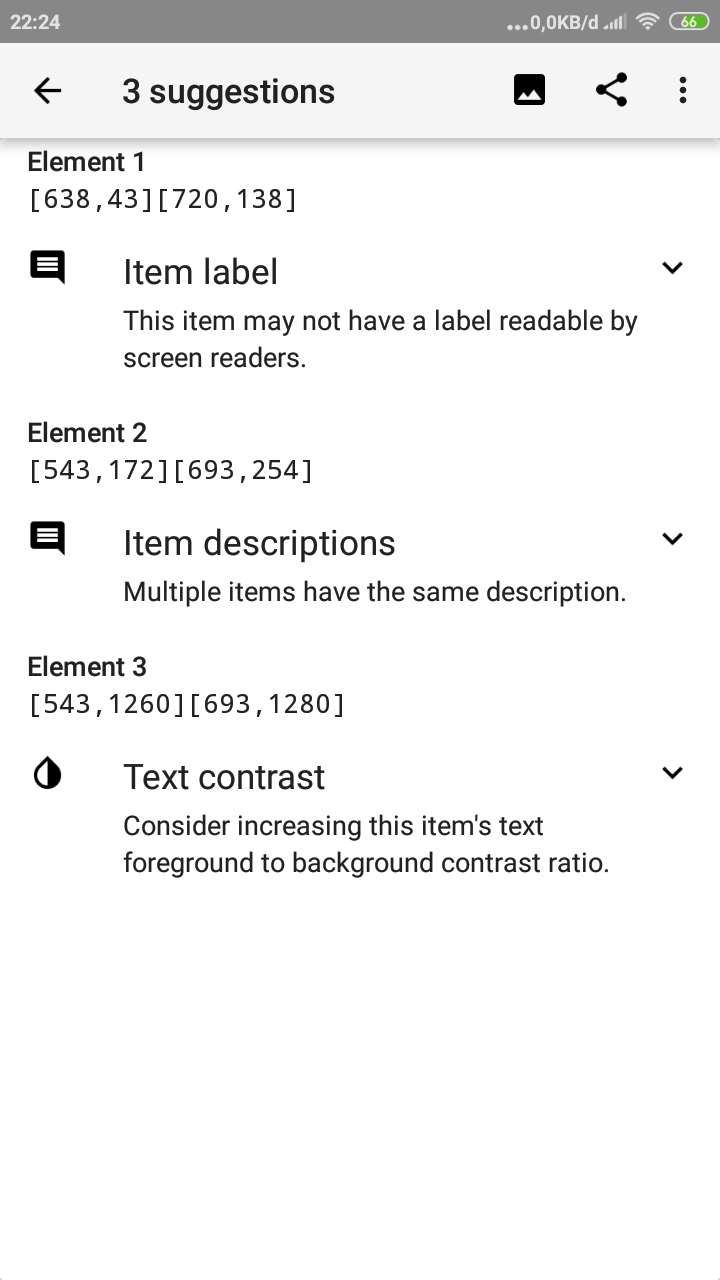 22:24
...0,0KB/d
66
3 suggestions
Element 1
[638,43][720,138]
Item label
This item may not have a label readable by
screen readers.
Element 2
[543,172][693,254]
Item descriptions
Multiple items have the same description.
Element 3
[543,1260][693,1280]
Text contrast
Consider increasing this item's text
foreground to background contrast ratio.